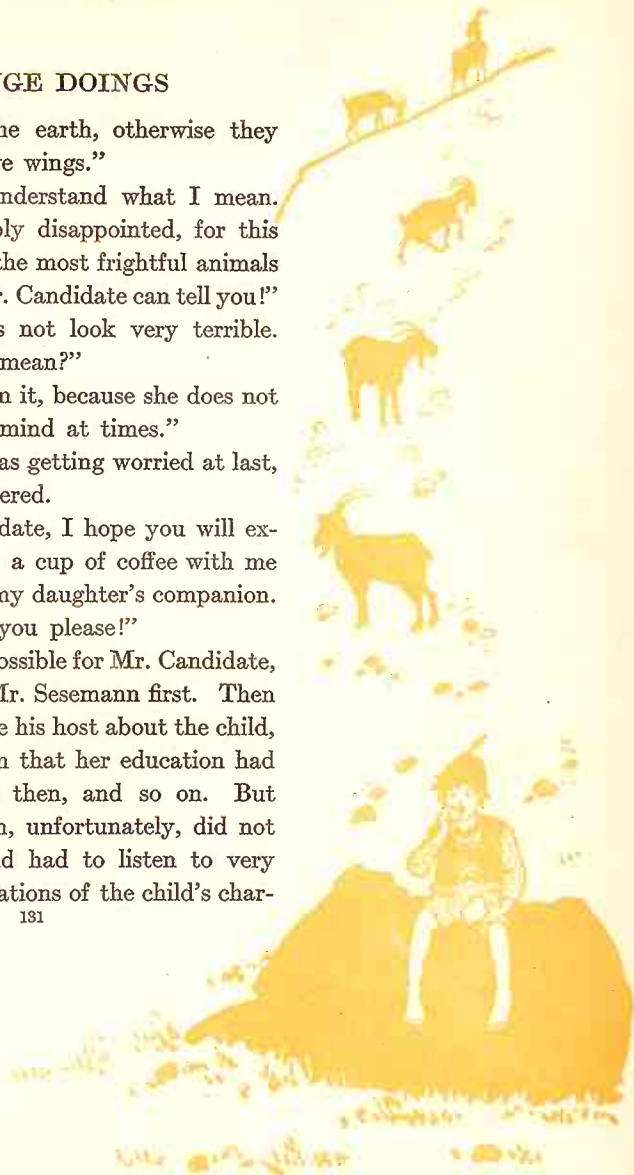 GE DOINGS
e earth, otherwise they
e wings.”
nderstand what I mean.
ly disappointed, for this
the most frightful animals
r. Candidate can tell you!”
s not look very terrible.
mean?”
n it, because she does not
mind at times.”
as getting worried at last,
ered.
date, I hope you will ex-
a cup of coffee with me
ny daughter’s companion.
you please!”
ossible for Mr. Candidate,
Ir. Sesemann first. Then
e his host about the child,
n that her education had
then, and so on. But
n, unfortunately, did not
d had to listen to very
ations of the child’s char-
131